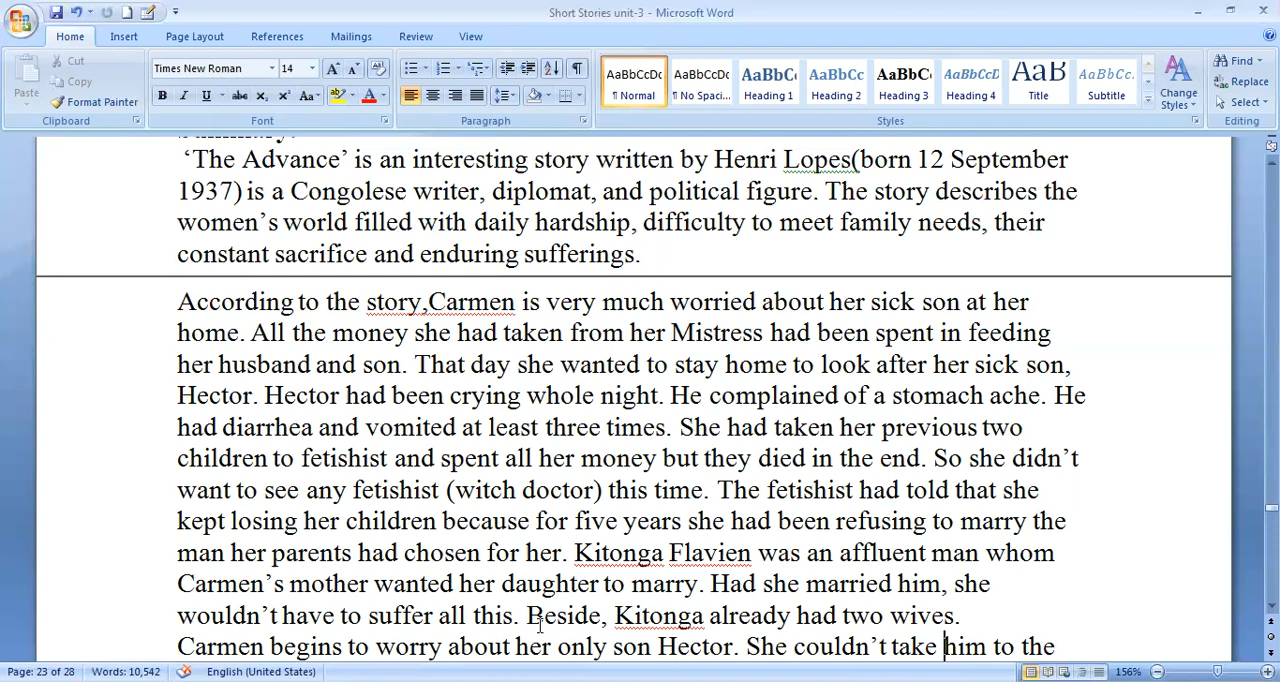 Short Stories unit-3 - Microsoft Word
Home Insert Page Layout References Mailings Review View
Cut
Copy
Paste
Format Painter
Clipboard
Times New Roman 14
Font
Paragraph
AaBbCcDc AaBbCcDc AaBbC AaBbCc AaBbCc AaBbCcD AaB AaBbCcD
¶ Normal ¶ No Spaci... Heading 1 Heading 2 Heading 3 Heading 4 Title Subtitle
Change Styles
Styles
Find
Replace
Select
Editing
‘The Advance’ is an interesting story written by Henri Lopes(born 12 September
1937) is a Congolese writer, diplomat, and political figure. The story describes the
women’s world filled with daily hardship, difficulty to meet family needs, their
constant sacrifice and enduring sufferings.
According to the story,Carmen is very much worried about her sick son at her
home. All the money she had taken from her Mistress had been spent in feeding
her husband and son. That day she wanted to stay home to look after her sick son,
Hector. Hector had been crying whole night. He complained of a stomach ache. He
had diarrhea and vomited at least three times. She had taken her previous two
children to fetishist and spent all her money but they died in the end. So she didn’t
want to see any fetishist (witch doctor) this time. The fetishist had told that she
kept losing her children because for five years she had been refusing to marry the
man her parents had chosen for her. Kitonga Flavien was an affluent man whom
Carmen’s mother wanted her daughter to marry. Had she married him, she
wouldn’t have to suffer all this. Beside, Kitonga already had two wives.
Carmen begins to worry about her only son Hector. She couldn’t take him to the
Page: 23 of 28 Words: 10,542 English (United States) 156%